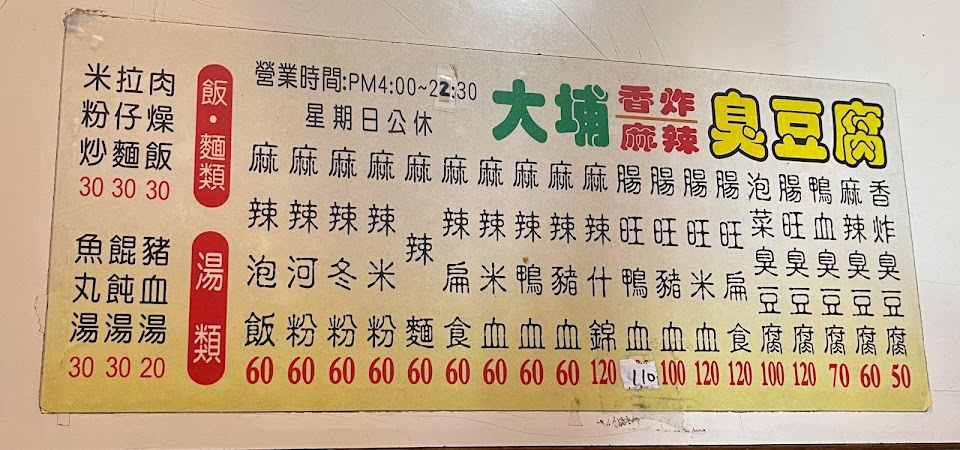 大埔 香炸麻辣 臭豆腐
營業時間:PM4:00~22:30
星期日公休
香炸臭豆腐 50
麻辣臭豆腐 60
鴨血臭豆腐 70
腸旺臭豆腐 120
泡菜臭豆腐 100
腸旺扁食 120
腸旺米血 120
腸旺豬血 100
腸旺鴨血 110
麻辣什錦 120
麻辣豬血 60
麻辣鴨血 60
麻辣米血 60
麻辣扁食 60
麻辣麵 60
麻辣米粉 60
麻辣冬粉 60
麻辣河粉 60
麻辣泡飯 60
飯・麵類
肉燥飯 30
拉仔麵 30
米粉炒 30
湯類
豬血湯 20
餛飩湯 30
魚丸湯 30